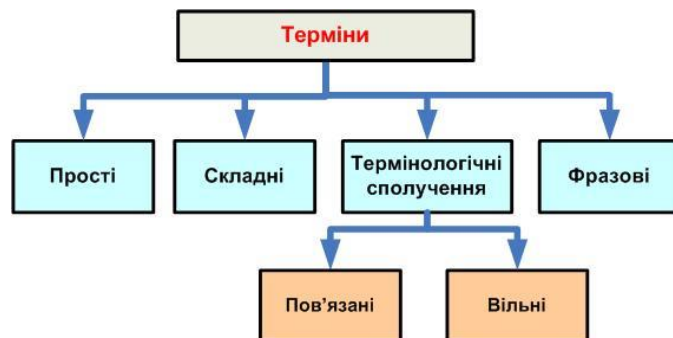 Терміни
Прості
Складні
Термінологічні
сполучення
Фразові
Пов’язані
Вільні